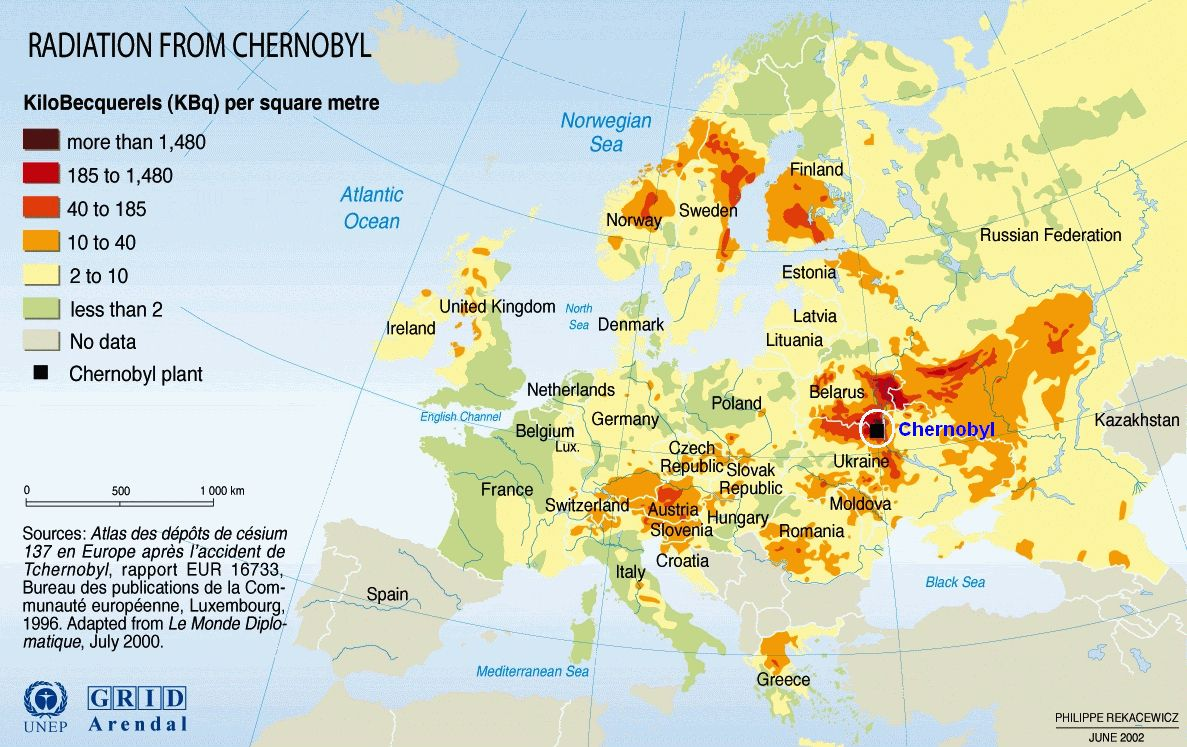 RADIATION FROM CHERNOBYL
KiloBecquerels (KBq) per square metre
more than 1,480
185 to 1,480
40 to 185
10 to 40
2 to 10
less than 2
No data
Chernobyl plant
0 500 1 000 km
Sources: Atlas des dépôts de césium
137 en Europe après l'accident de
Tchernobyl, rapport EUR 16733,
Bureau des publications de la Com-
munauté européenne, Luxembourg,
1996. Adapted from Le Monde Diplo-
matique, July 2000.
UNEP
GRID
Arendal
Norwegian
Sea
Atlantic
Ocean
Finland
Norway
Sweden
Russian Federation
Estonia
United Kingdom
North
Sea
Ireland
Denmark
Latvia
Lituania
Netherlands
Belarus
Poland
English Channel
Germany
Kazakhstan
Belgium
Chernobyl
Lux.
Czech
Republic
Slovak
Republic
Ukraine
France
Switzerland
Austria
Moldova
Hungary
Slovenia
Romania
Croatia
Italy
Spain
Black Sea
Mediterranean Sea
Greece
PHILIPPE REKACEWICZ
JUNE 2002